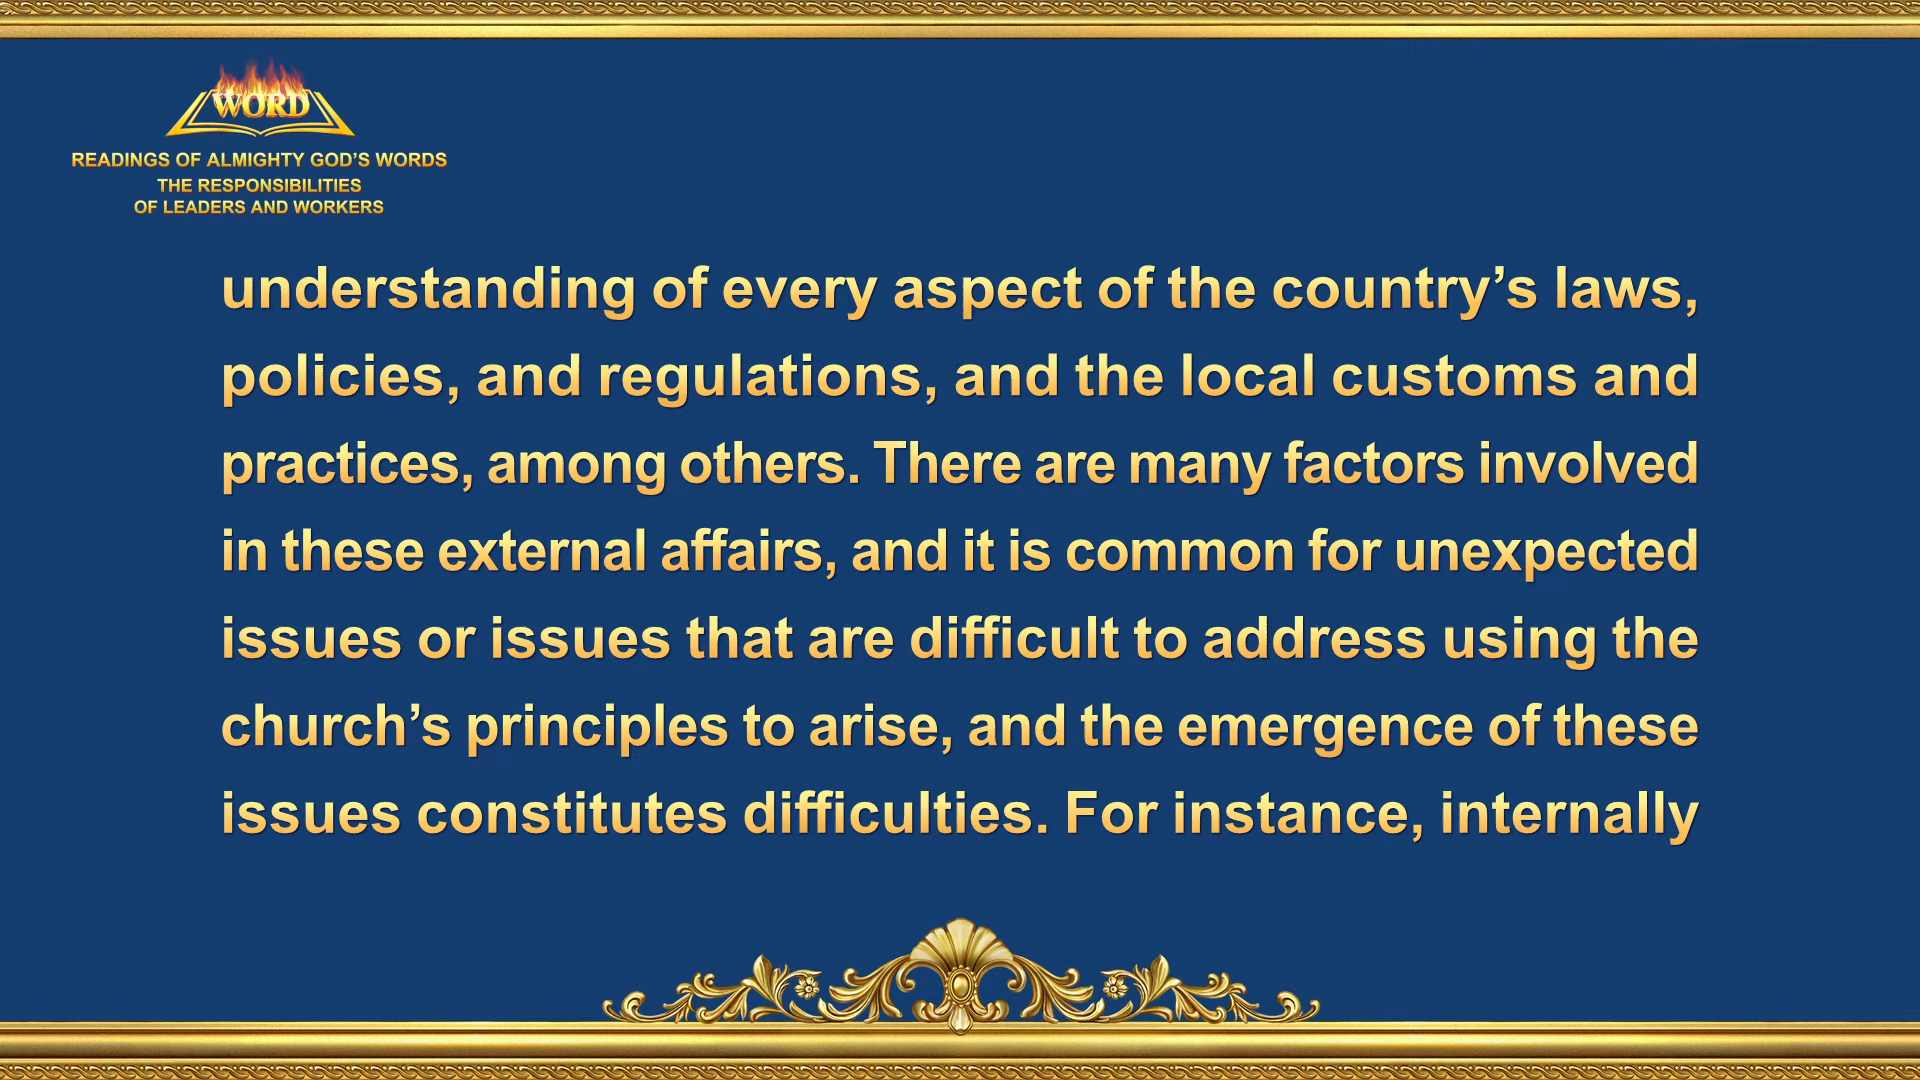 WORD
READINGS OF ALMIGHTY GOD’S WORDS
THE RESPONSIBILITIES
OF LEADERS AND WORKERS
understanding of every aspect of the country’s laws,
policies, and regulations, and the local customs and
practices, among others. There are many factors involved
in these external affairs, and it is common for unexpected
issues or issues that are difficult to address using the
church’s principles to arise, and the emergence of these
issues constitutes difficulties. For instance, internally